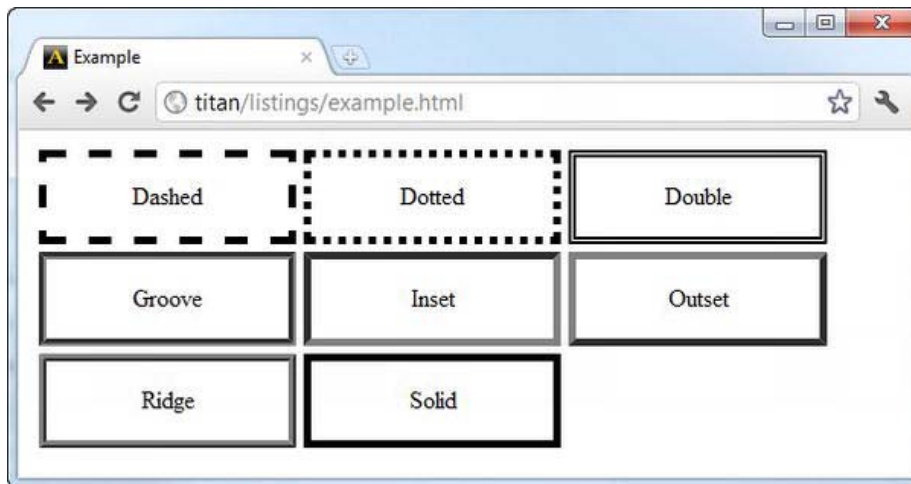 A Example
titan/listings/example.html
Dashed Dotted Double
Groove Inset Outset
Ridge Solid